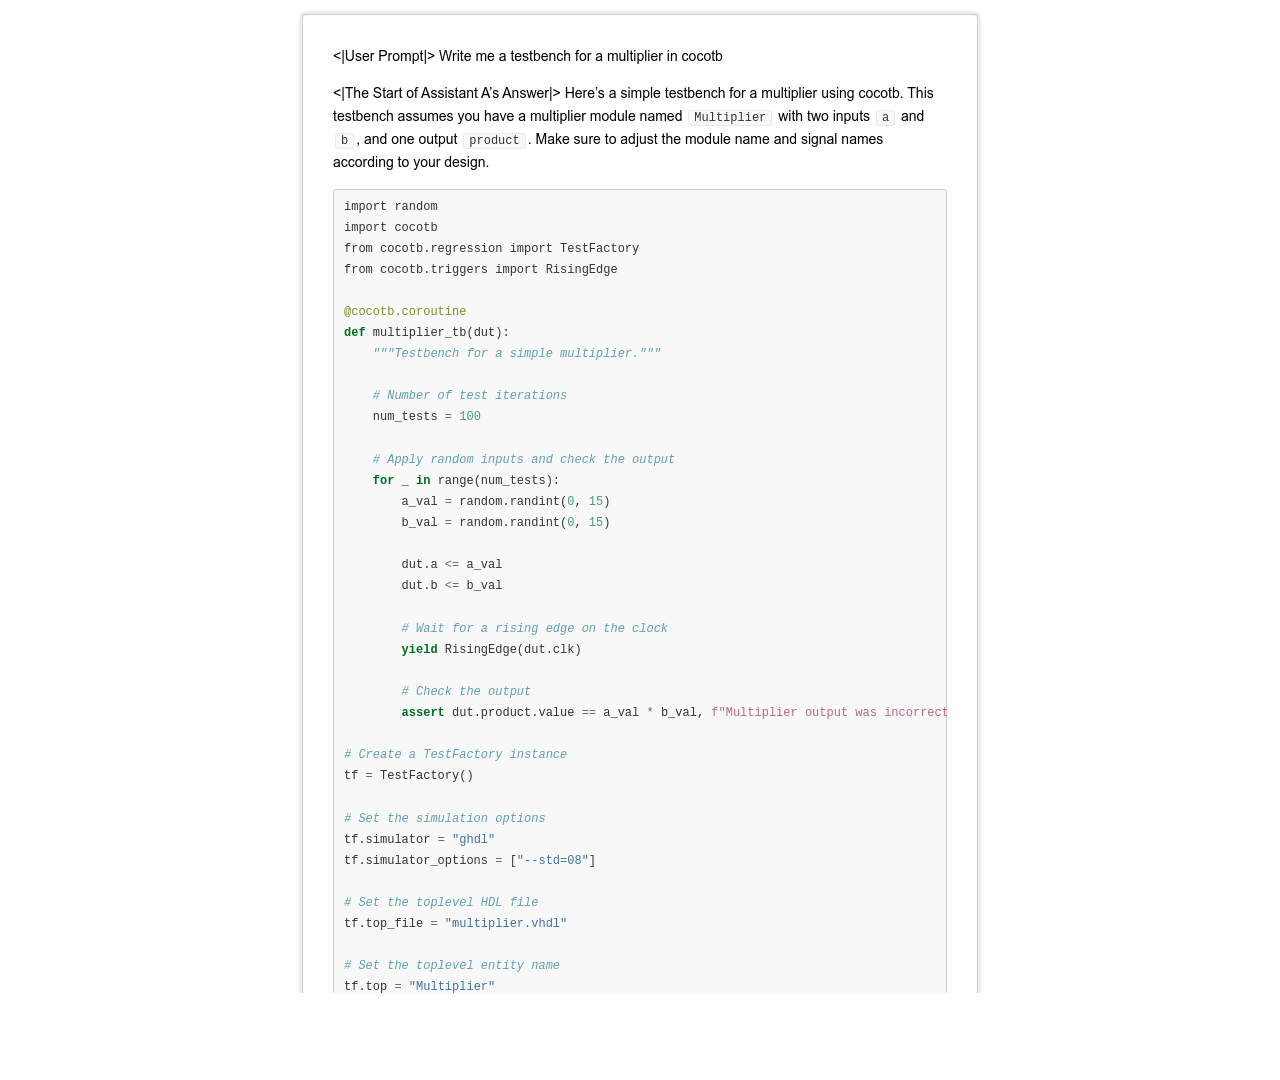 <|User Prompt|> Write me a testbench for a multiplier in cocotb
<|The Start of Assistant A’s Answer|> Here’s a simple testbench for a multiplier using cocotb. This
testbench assumes you have a multiplier module named Multiplier with two inputs a and
b , and one output product . Make sure to adjust the module name and signal names
according to your design.
import random
import cocotb
from cocotb.regression import TestFactory
from cocotb.triggers import RisingEdge
@cocotb.coroutine
def multiplier_tb(dut):
    """Testbench for a simple multiplier."""
    # Number of test iterations
    num_tests = 100
    # Apply random inputs and check the output
    for _ in range(num_tests):
        a_val = random.randint(0, 15)
        b_val = random.randint(0, 15)
        dut.a <= a_val
        dut.b <= b_val
        # Wait for a rising edge on the clock
        yield RisingEdge(dut.clk)
        # Check the output
        assert dut.product.value == a_val * b_val, f"Multiplier output was incorrect
# Create a TestFactory instance
tf = TestFactory()
# Set the simulation options
tf.simulator = "ghdl"
tf.simulator_options = ["--std=08"]
# Set the toplevel HDL file
tf.top_file = "multiplier.vhdl"
# Set the toplevel entity name
tf.top = "Multiplier"